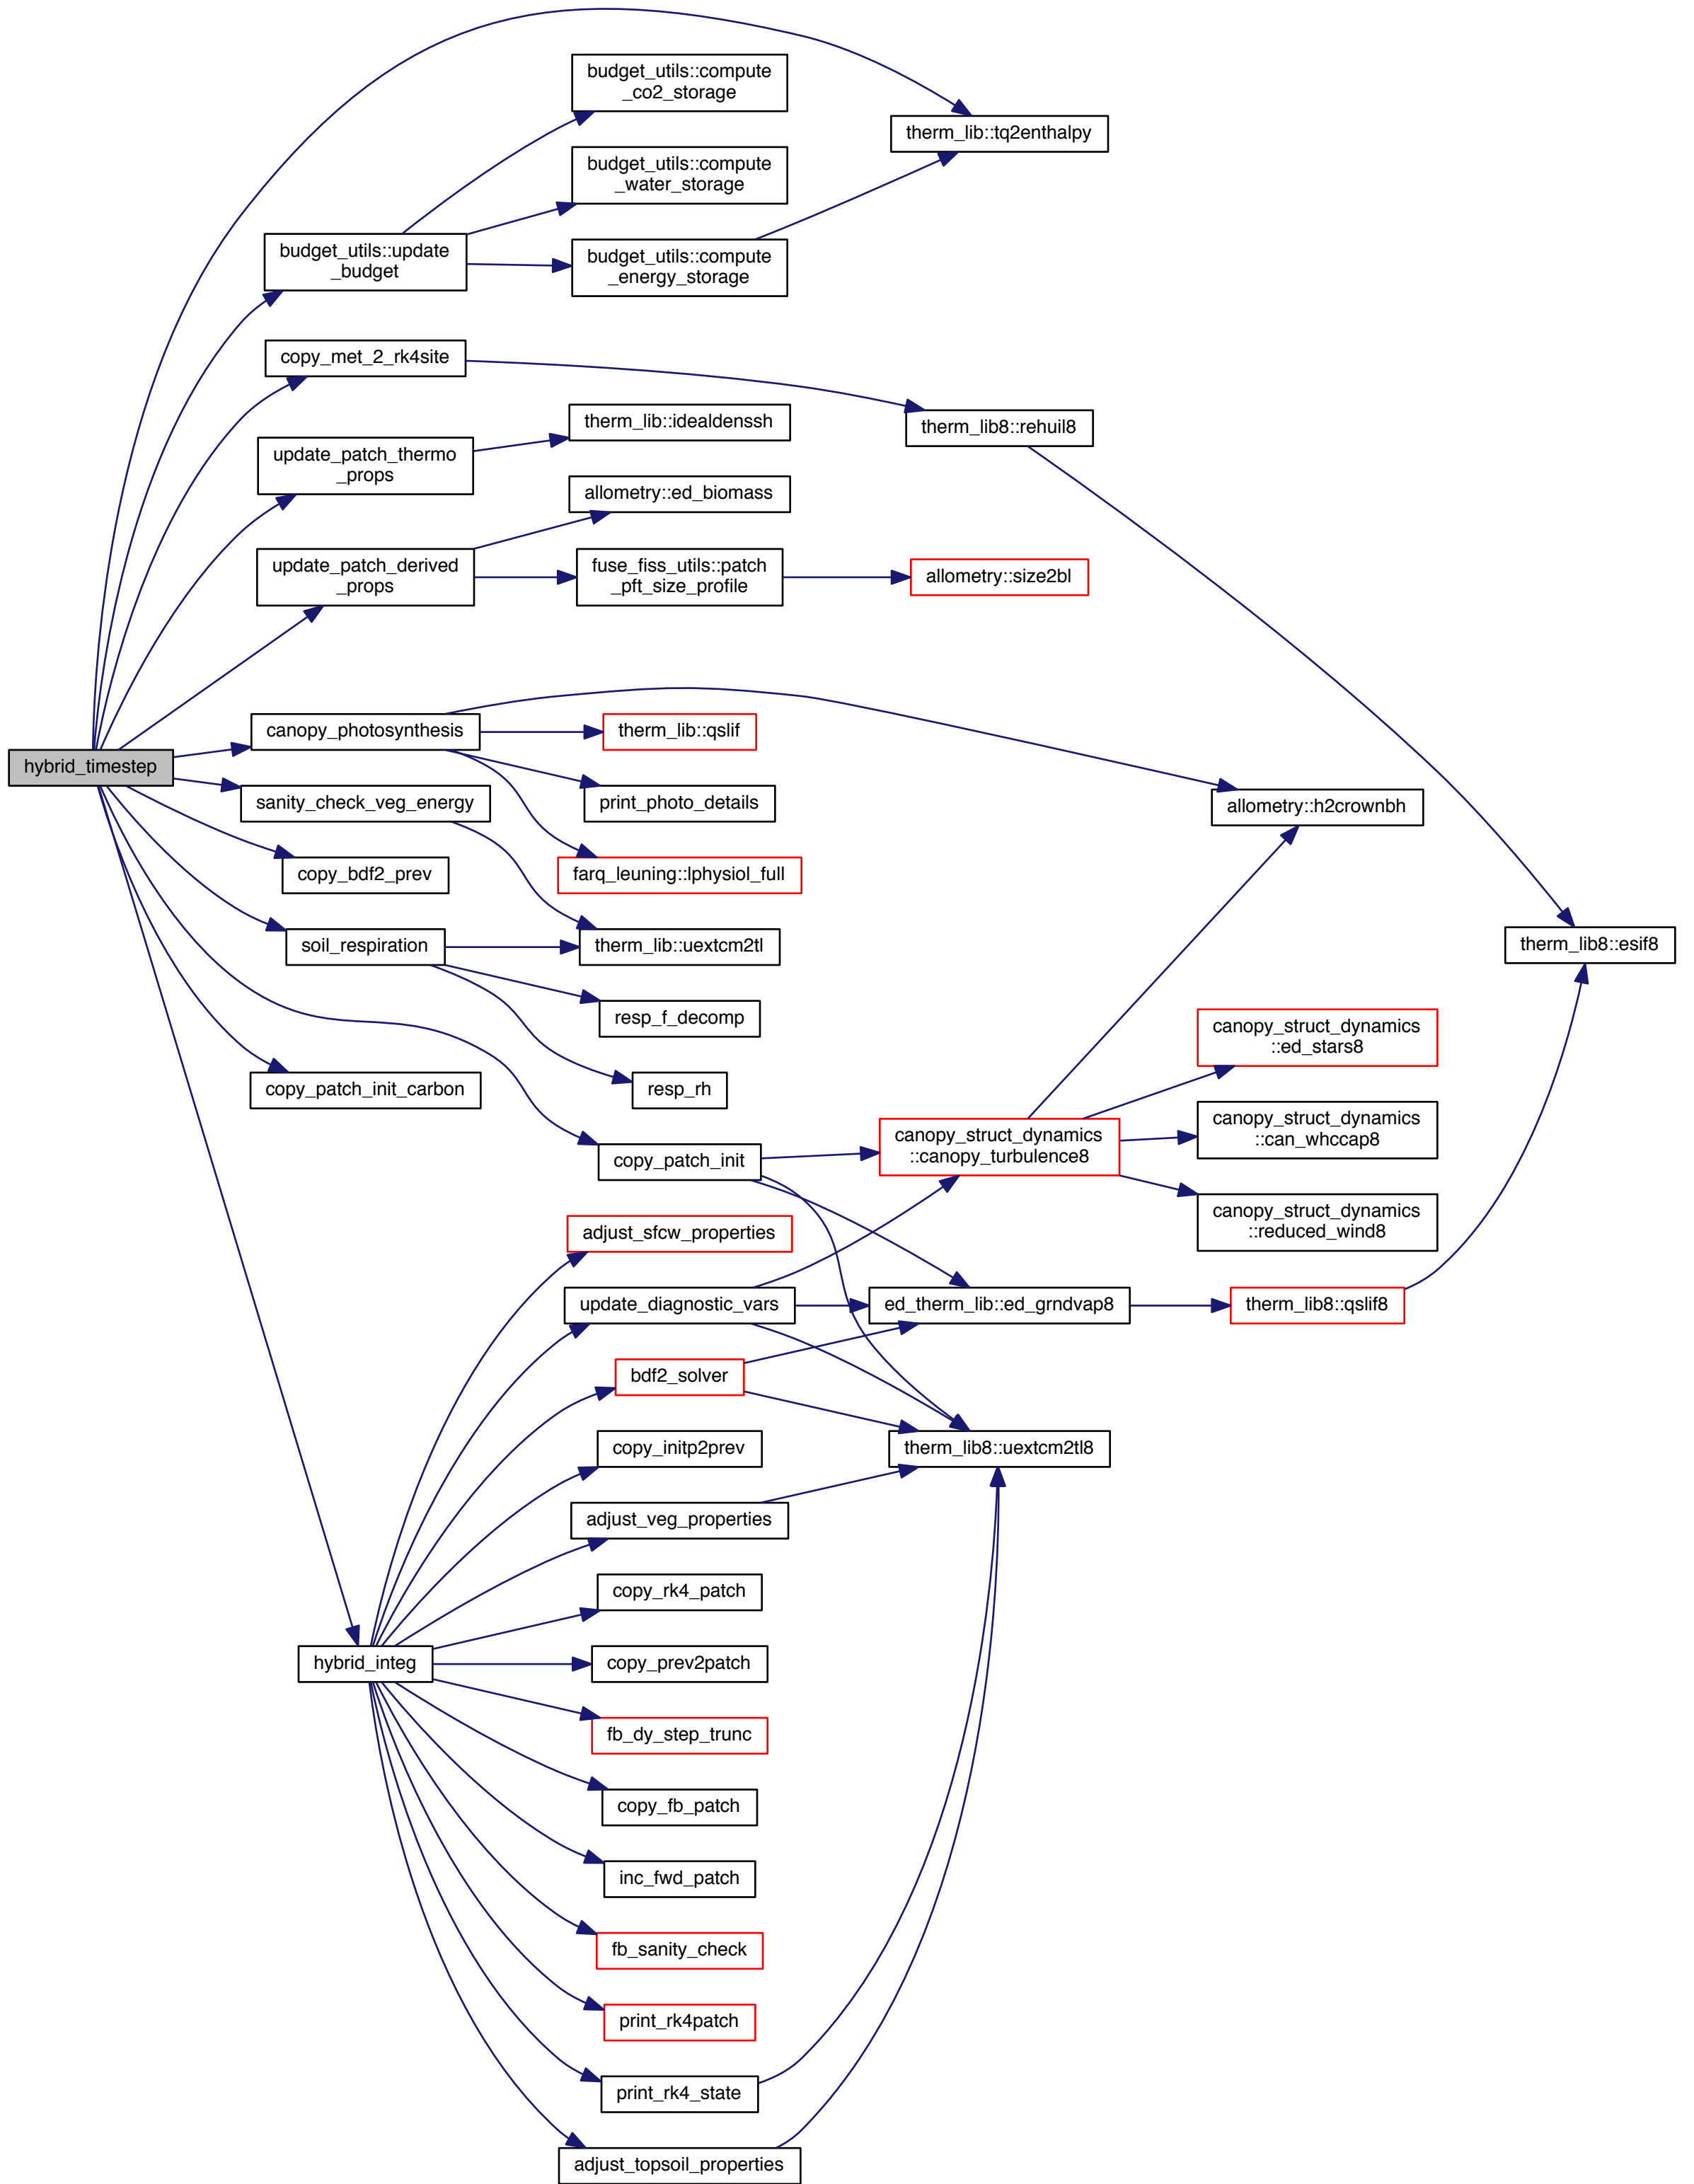 budget_utils::compute
_co2_storage
therm_lib::tq2enthalpy
budget_utils::compute
_water_storage
budget_utils::update
_budget
budget_utils::compute
_energy_storage
copy_met_2_rk4site
therm_lib::idealdenssh
therm_lib8::rehuil8
update_patch_thermo
_props
allometry::ed_biomass
update_patch_derived
_props
fuse_fiss_utils::patch
_pft_size_profile
allometry::size2bl
canopy_photosynthesis
therm_lib::qslif
hybrid_timestep
sanity_check_veg_energy
print_photo_details
allometry::h2crownbh
copy_bdf2_prev
farq_leuning::lphysiol_full
soil_respiration
therm_lib::uextcm2tl
therm_lib8::esif8
resp_f_decomp
canopy_struct_dynamics
::ed_stars8
copy_patch_init_carbon
resp_rh
canopy_struct_dynamics
::can_whccap8
copy_patch_init
canopy_struct_dynamics
::canopy_turbulence8
canopy_struct_dynamics
::reduced_wind8
adjust_sfcw_properties
update_diagnostic_vars
ed_therm_lib::ed_grndvap8
therm_lib8::qslif8
bdf2_solver
copy_initp2prev
therm_lib8::uextcm2tl8
adjust_veg_properties
copy_rk4_patch
hybrid_integ
copy_prev2patch
fb_dy_step_trunc
copy_fb_patch
inc_fwd_patch
fb_sanity_check
print_rk4patch
print_rk4_state
adjust_topsoil_properties